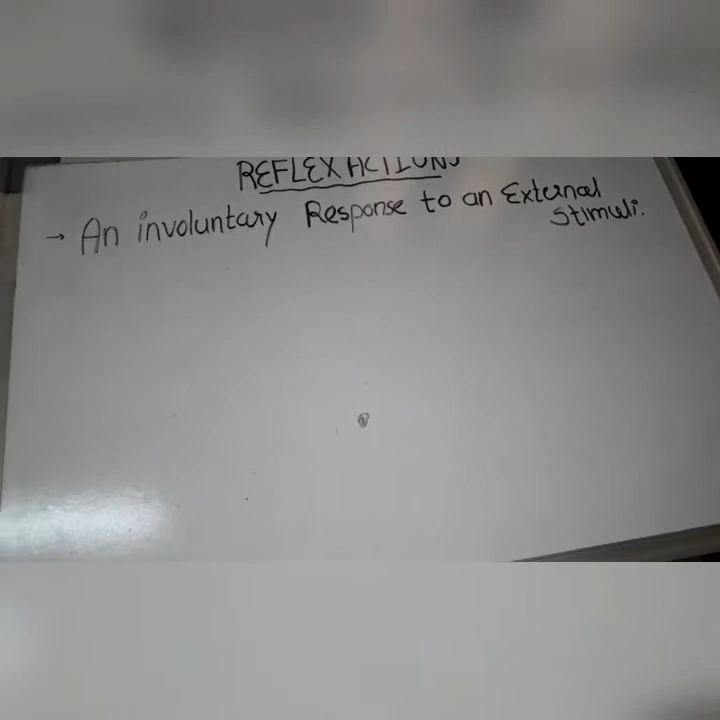 REFLEX ACTIONS
→ An involuntary Response to an External
Stimuli.